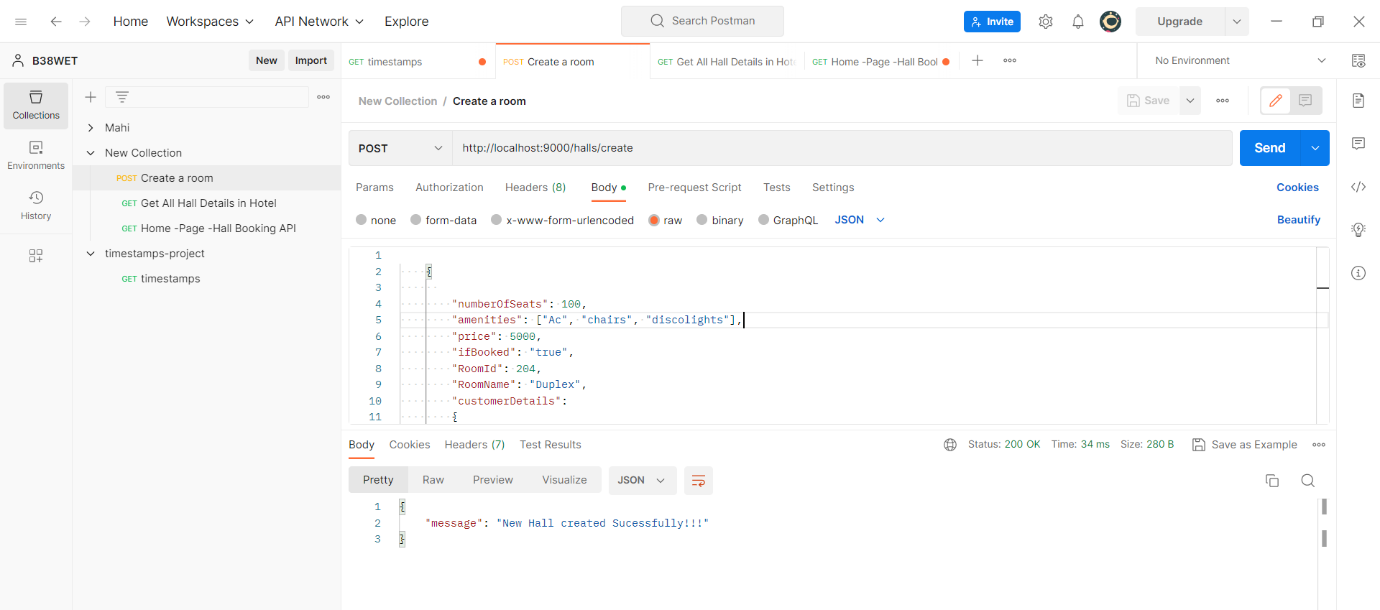 Home Workspaces API Network Explore Search Postman Invite Upgrade
B38WET New Import
GET timestamps POST Create a room GET Get All Hall Details in Hote GET Home -Page -Hall Bool No Environment
Collections
Environments
History
Mahi
New Collection
POST Create a room
GET Get All Hall Details in Hotel
GET Home -Page -Hall Booking API
timestamps-project
GET timestamps
New Collection / Create a room Save
POST http://localhost:9000/halls/create Send
Params Authorization Headers (8) Body Pre-request Script Tests Settings Cookies
none form-data x-www-form-urlencoded raw binary GraphQL JSON Beautify
1
2 {
3
4 "numberOfSeats": 100,
5 "amenities": ["Ac", "chairs", "discolights"],
6 "price": 5000,
7 "ifBooked": "true",
8 "RoomId": 204,
9 "RoomName": "Duplex",
10 "customerDetails":
11 {
Body Cookies Headers (7) Test Results Status: 200 OK Time: 34 ms Size: 280 B Save as Example
Pretty Raw Preview Visualize JSON
1 {
2 "message": "New Hall created Sucessfully!!!"
3 }